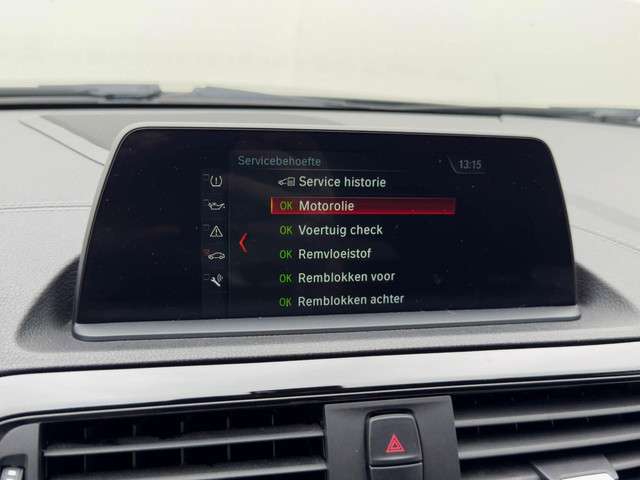 Servicebehoefte
13:15
Service historie
OK Motorolie
OK Voertuig check
OK Remvloeistof
OK Remblokken voor
OK Remblokken achter